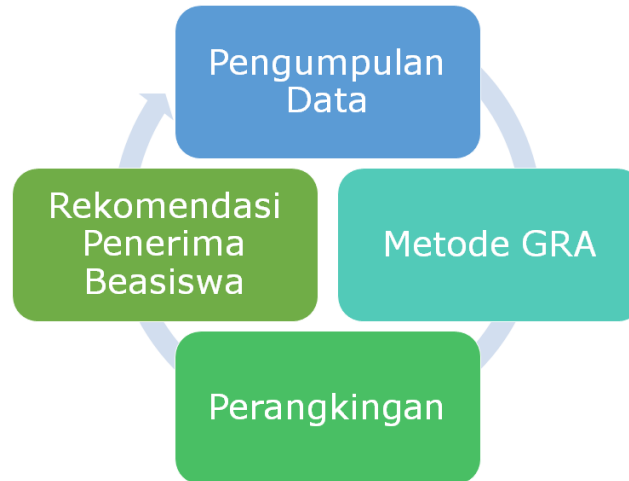 Pengumpulan
Data
Metode GRA
Perangkingan
Rekomendasi
Penerima
Beasiswa